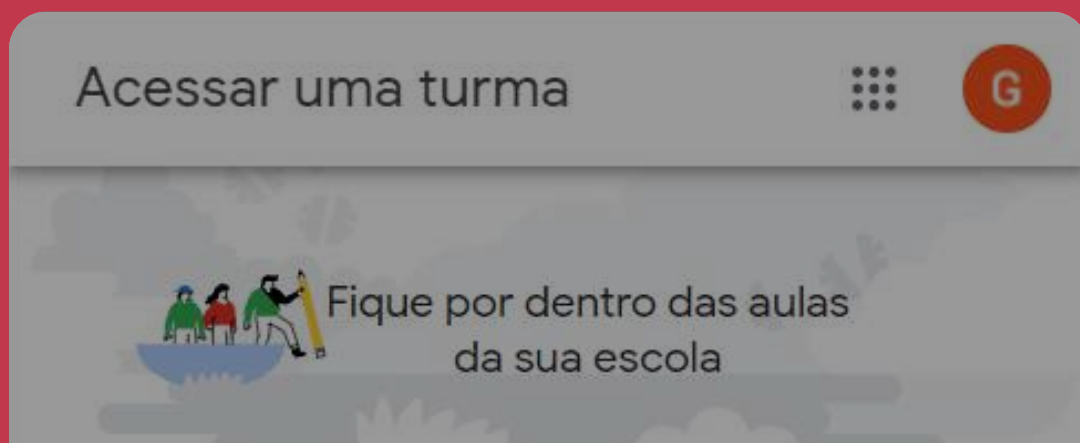 Acessar uma turma
G
Fique por dentro das aulas
da sua escola